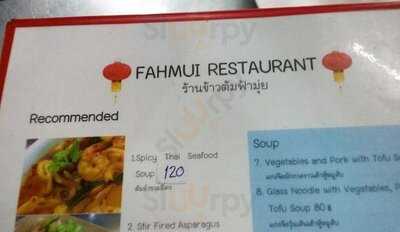 FAHMUI RESTAURANT
ร้านข้าวต้มฟ้ามุ่ย
Recommended
1.Spicy Thai Seafood
Soup 120
2. Stir Fired Asparagus
Soup
7. Vegetables and Pork with Tofu S
8. Glass Noodle with Vegetables, P
Tofu Soup 80 ฿